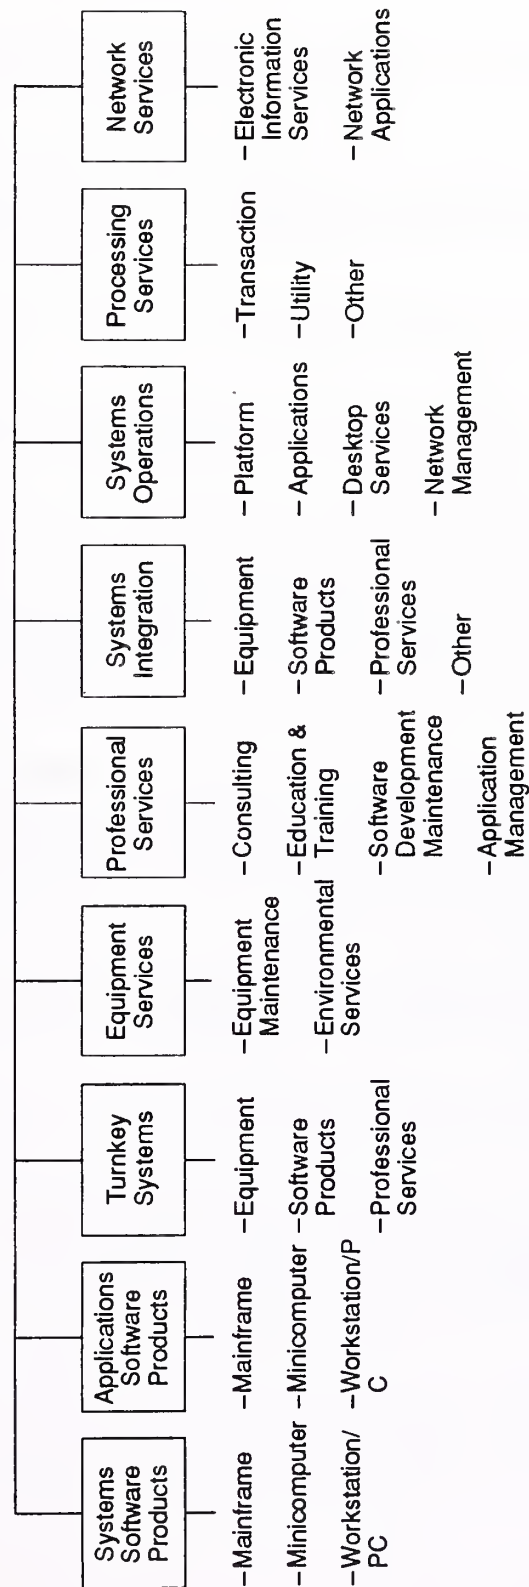 Systems
Software
Products
–Mainframe
–Minicomputer
–Workstation/
PC
Applications
Software
Products
–Mainframe
–Minicomputer
–Workstation/P
C
Turnkey
Systems
–Equipment
–Software
Products
–Professional
Services
Equipment
Services
–Equipment
Maintenance
–Environmental
Services
Professional
Services
–Consulting
–Education &
Training
–Software
Development
Maintenance
–Application
Management
Systems
Integration
–Equipment
–Software
Products
–Professional
Services
–Other
Systems
Operations
–Platform
–Applications
–Desktop
Services
–Network
Management
Processing
Services
–Transaction
–Utility
–Other
Network
Services
–Electronic
Information
Services
–Network
Applications